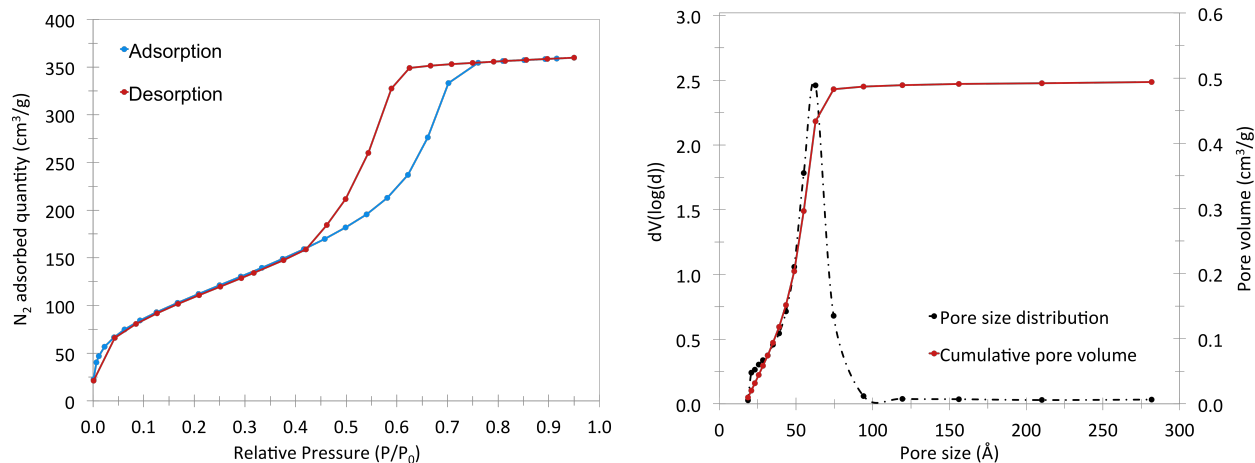 400
350
300
250
200
150
100
50
0
N2 adsorbed quantity (cm3/g)
Adsorption
Desorption
0.0 0.1 0.2 0.3 0.4 0.5 0.6 0.7 0.8 0.9 1.0
Relative Pressure (P/P0)
3.0
2.5
2.0
1.5
1.0
0.5
0.0
dV(log(d))
Pore size distribution
Cumulative pore volume
0.6
0.5
0.4
0.3
0.2
0.1
0.0
Pore volume (cm3/g)
0 50 100 150 200 250 300
Pore size (Å)